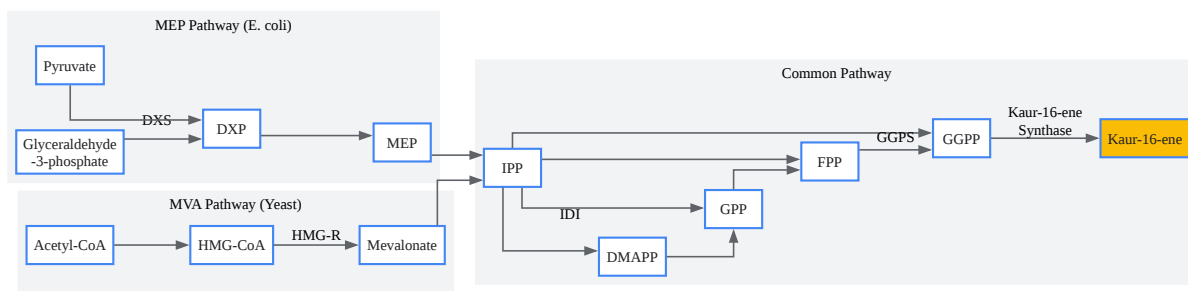 MEP Pathway (E. coli)
Pyruvate
DXS
Glyceraldehyde
-3-phosphate
DXP
MEP
MVA Pathway (Yeast)
Acetyl-CoA
HMG-CoA
HMG-R
Mevalonate
Common Pathway
IPP
IDI
DMAPP
GPP
FPP
GGPS
GGPP
Kaur-16-ene
Synthase
Kaur-16-ene